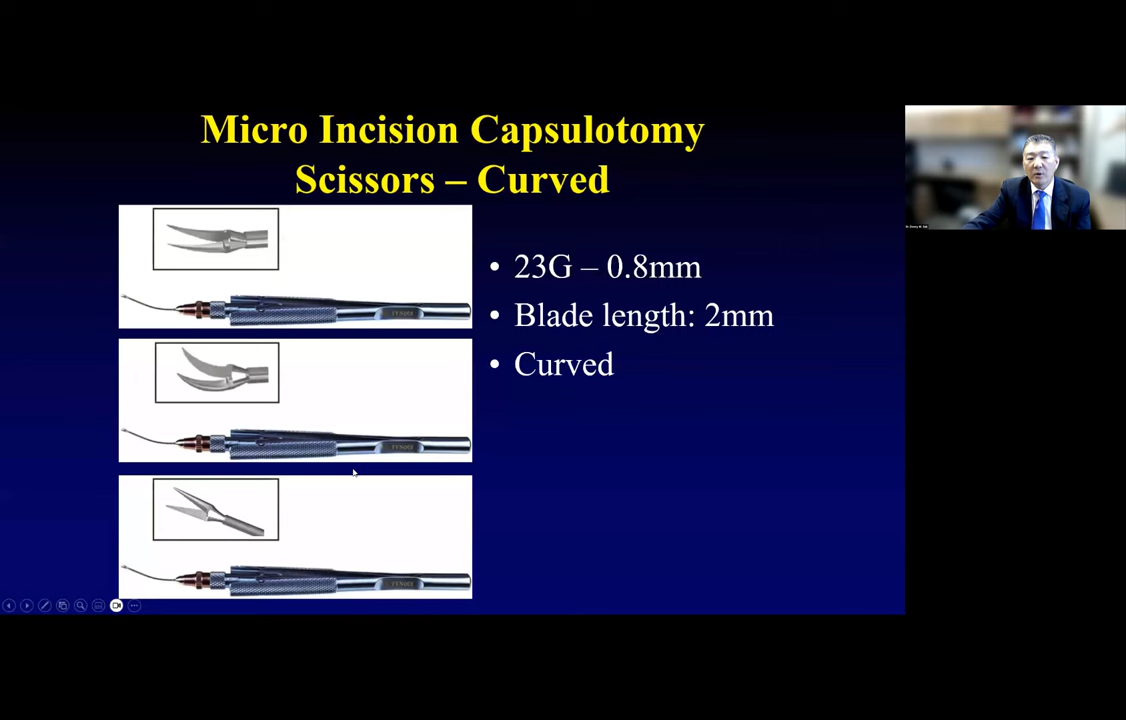 Micro Incision Capsulotomy
Scissors – Curved
• 23G – 0.8mm
• Blade length: 2mm
• Curved